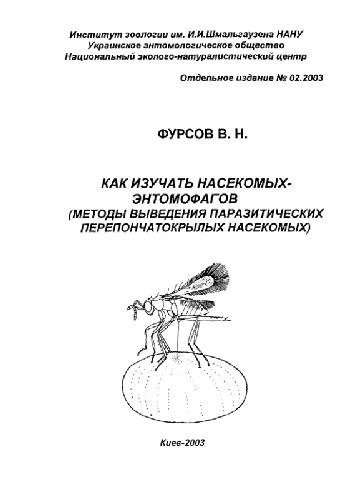 Институт зоологии им. И.И.Шмальгаузена НАНУ
Украинское энтомологическое общество
Национальный эколого-натуралистический центр
Отдельное издание № 02.2003
ФУРСОВ В. Н.
КАК ИЗУЧАТЬ НАСЕКОМЫХ-
ЭНТОМОФАГОВ
(МЕТОДЫ ВЫВЕДЕНИЯ ПАРАЗИТИЧЕСКИХ
ПЕРЕПОНЧАТОКРЫЛЫХ НАСЕКОМЫХ)
Киев-2003